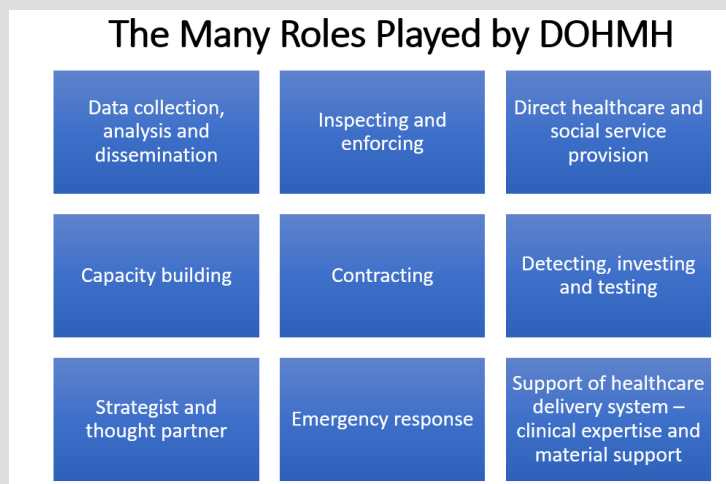 The Many Roles Played by DOHMH
Data collection,
analysis and
dissemination
Inspecting and
enforcing
Direct healthcare and
social service
provision
Capacity building
Contracting
Detecting, investing
and testing
Strategist and
thought partner
Emergency response
Support of healthcare
delivery system –
clinical expertise and
material support